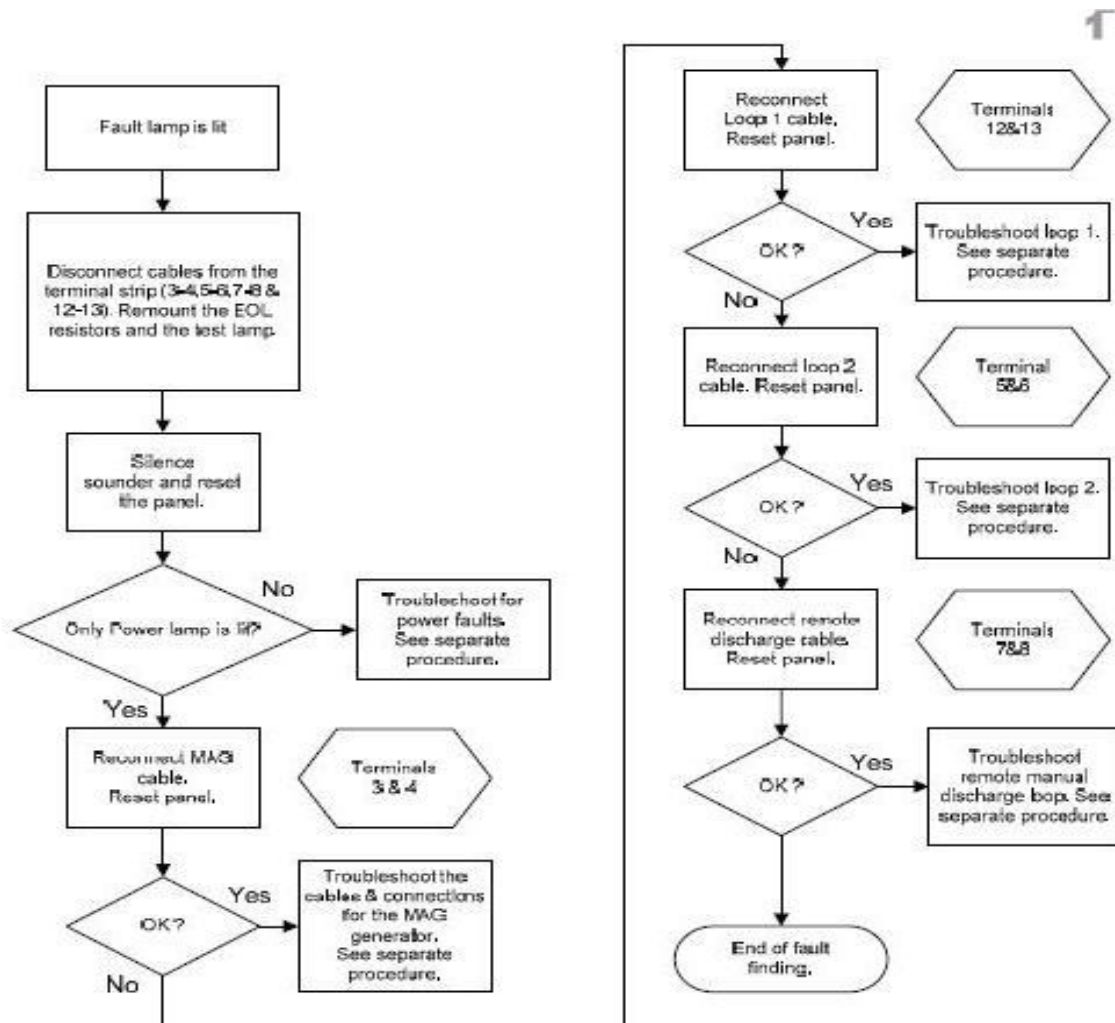 Fault lamp is lit
Disconnect cables from the
terminal strip (3-4,5-6,7-8 &
12-13). Remount the EOL
resistors and the test lamp.
Silence
sounder and reset
the panel.
Only Power lamp is lit?
No
Troubleshoot for
power faults.
See separate
procedure.
Yes
Reconnect MAG
cable.
Reset panel.
Terminals
3 & 4
OK?
Yes
Troubleshoot the
cables & connections
for the MAG
generator.
See separate
procedure.
No
1
Reconnect
Loop 1 cable,
Reset panel.
Terminals
12&13
OK?
Yes
Troubleshoot loop 1.
See separate
procedure.
No
Reconnect loop 2
cable. Reset panel.
Terminal
5&6
OK?
Yes
Troubleshoot loop 2.
See separate
procedure.
No
Reconnect remote
discharge cable.
Reset panel.
Terminals
7&8
OK?
Yes
Troubleshoot
remote manual
discharge loop. See
separate procedure.
End of fault
finding.